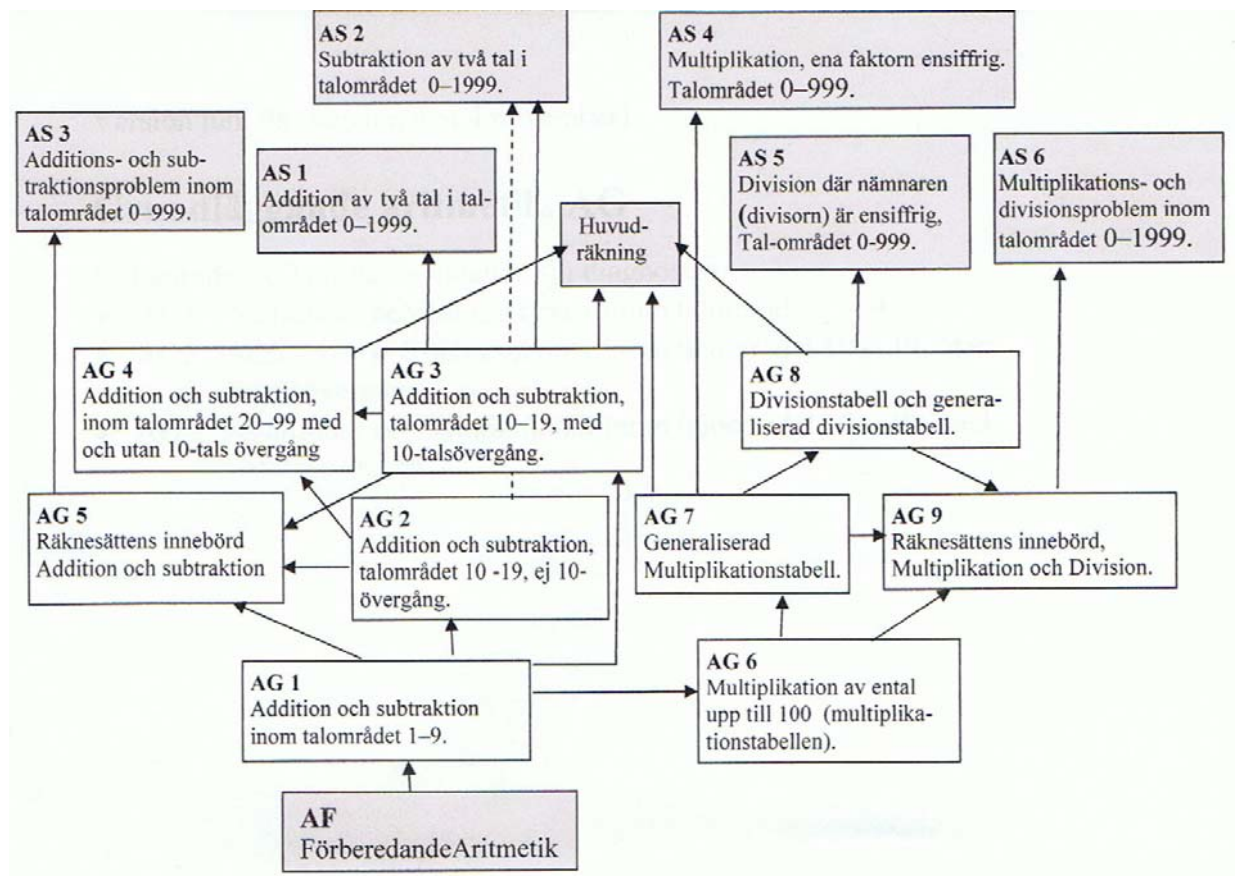 AS 2
Subtraktion av två tal i
talområdet 0–1999.
AS 4
Multiplikation, ena faktorn ensiffrig.
Talområdet 0–999.
AS 3
Additions- och sub-
traktionsproblem inom
talområdet 0–999.
AS 1
Addition av två tal i tal-
området 0–1999.
Huvud-
räkning
AS 5
Division där nämnaren
(divisorn) är ensiffrig,
Tal-området 0-999.
AS 6
Multiplikations- och
divisionsproblem inom
talområdet 0–1999.
AG 4
Addition och subtraktion,
inom talområdet 20–99 med
och utan 10-tals övergång
AG 3
Addition och subtraktion,
talområdet 10–19, med
10-talsövergång.
AG 8
Divisionstabell och genera-
liserad divisionstabell.
AG 5
Räknesättens innebörd
Addition och subtraktion
AG 2
Addition och subtraktion,
talområdet 10 -19, ej 10-
övergång.
AG 7
Generaliserad
Multiplikationstabell.
AG 9
Räknesättens innebörd,
Multiplikation och Division.
AG 1
Addition och subtraktion
inom talområdet 1–9.
AG 6
Multiplikation av ental
upp till 100 (multiplika-
tionstabellen).
AF
FörberedandeAritmetik